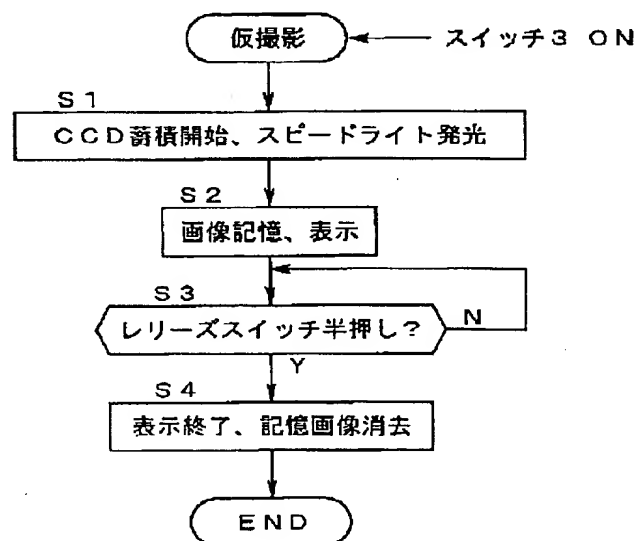 仮撮影
スイッチ3 ON
S1
CCD蓄積開始、スピードライト発光
S2
画像記憶、表示
S3
レリーズスイッチ半押し?
N
Y
S4
表示終了、記憶画像消去
END